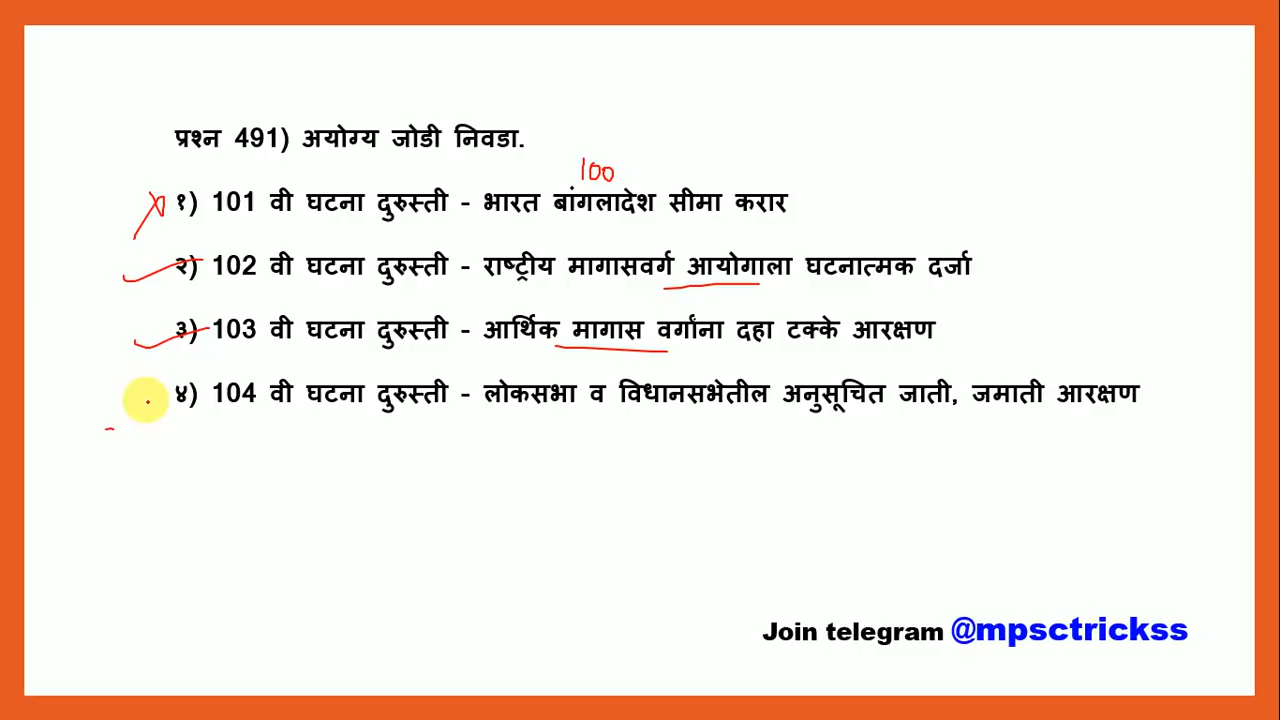 प्रश्न 491) अयोग्य जोडी निवडा.
100
१) 101 वी घटना दुरुस्ती - भारत बांगलादेश सीमा करार
२) 102 वी घटना दुरुस्ती - राष्ट्रीय मागासवर्ग आयोगाला घटनात्मक दर्जा
३) 103 वी घटना दुरुस्ती - आर्थिक मागास वर्गांना दहा टक्के आरक्षण
४) 104 वी घटना दुरुस्ती - लोकसभा व विधानसभेतील अनुसूचित जाती, जमाती आरक्षण
Join telegram @mpsctrickss